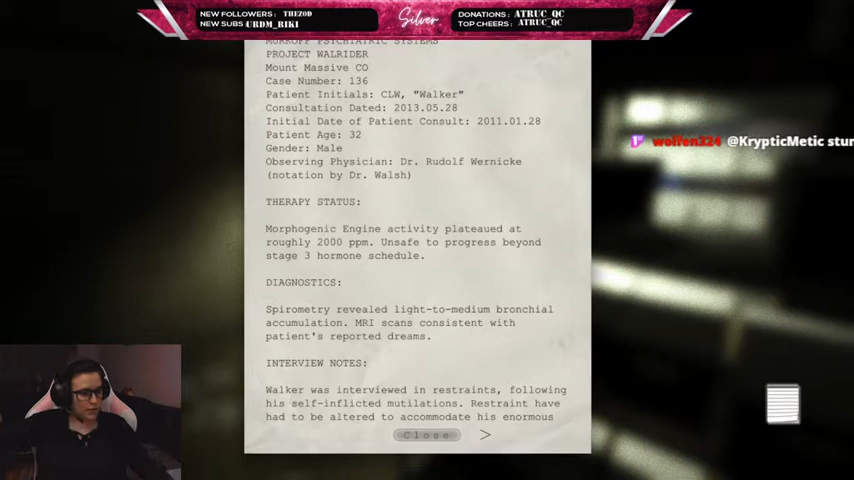 NEW FOLLOWERS : THEZOD
NEW SUBS URDM_RIKI
Silver
DONATIONS : ATRUC_QC
TOP CHEERS : ATRUC_QC
MURKOFF PSYCHIATRIC SYSTEMS
PROJECT WALRIDER
Mount Massive CO
Case Number: 136
Patient Initials: CLW, "Walker"
Consultation Dated: 2013.05.28
Initial Date of Patient Consult: 2011.01.28
Patient Age: 32
Gender: Male
Observing Physician: Dr. Rudolf Wernicke
(notation by Dr. Walsh)
THERAPY STATUS:
Morphogenic Engine activity plateaued at
roughly 2000 ppm. Unsafe to progress beyond
stage 3 hormone schedule.
DIAGNOSTICS:
Spirometry revealed light-to-medium bronchial
accumulation. MRI scans consistent with
patient's reported dreams.
INTERVIEW NOTES:
Walker was interviewed in restraints, following
his self-inflicted mutilations. Restraint have
had to be altered to accommodate his enormous
Close >
wolfen324 @KrypticMetic stur